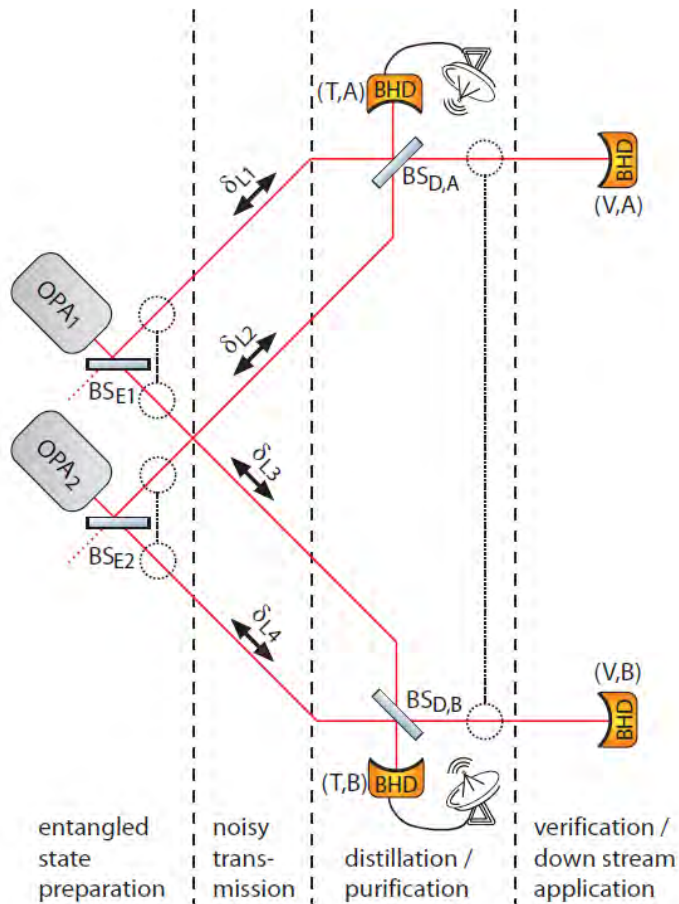 (T,A)
BHD
BS_D,A
BHD
(V,A)
δL1
OPA1
BSE1
δL2
OPA2
BSE2
δL3
δL4
BSD,B
(V,B)
BHD
(T,B)
BHD
entangled
state
preparation
noisy
trans-
mission
distillation /
purification
verification /
down stream
application